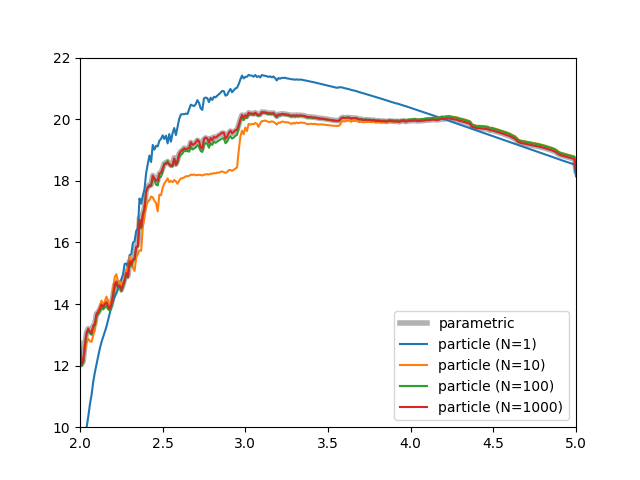 22
20
18
16
14
12
10
2.0 2.5 3.0 3.5 4.0 4.5 5.0
parametric
particle (N=1)
particle (N=10)
particle (N=100)
particle (N=1000)